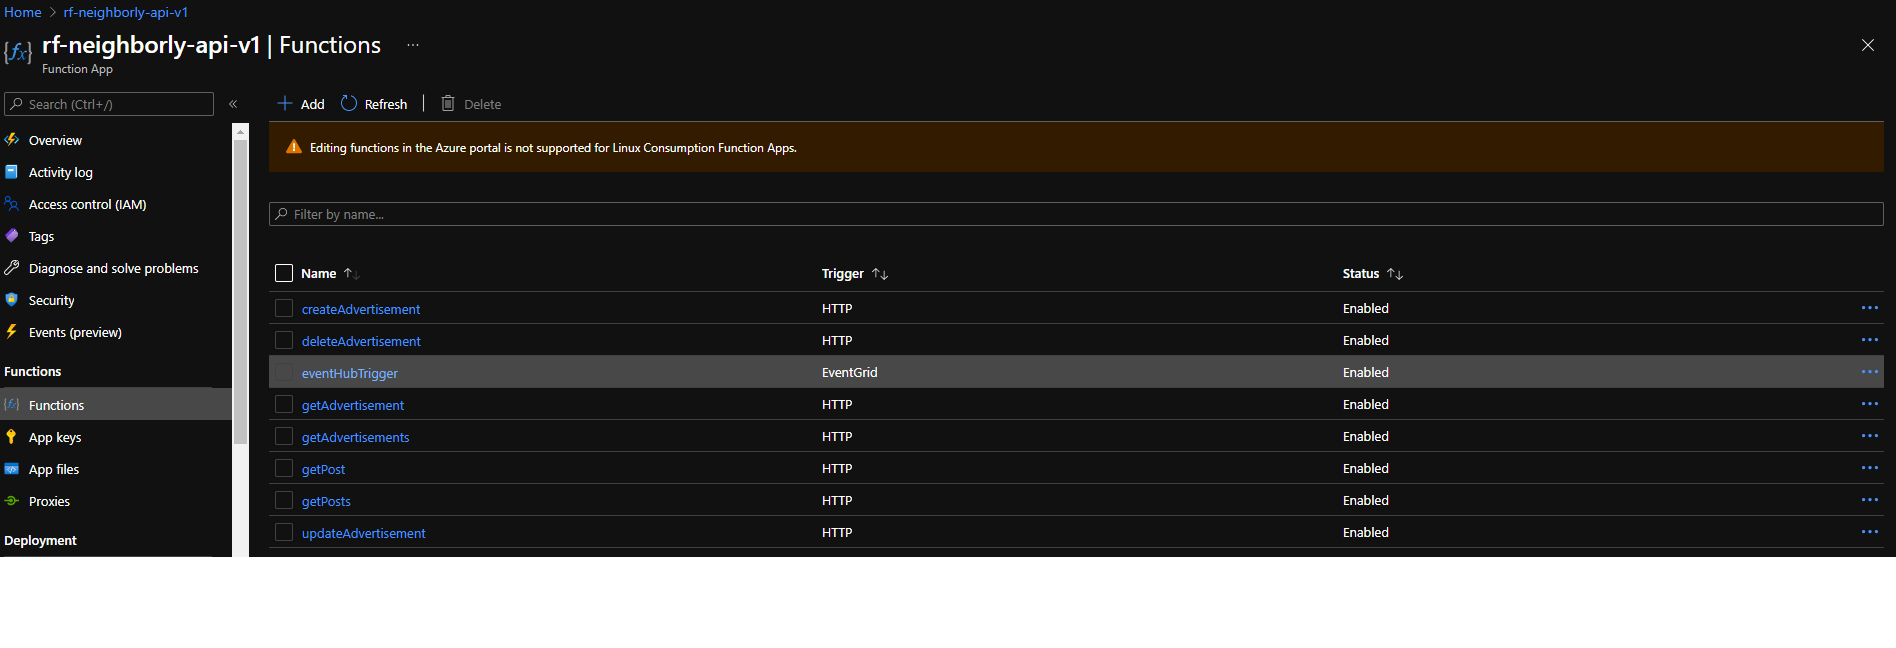 Home > rf-neighborly-api-v1
rf-neighborly-api-v1 | Functions ...
Function App
Search (Ctrl+/)
«
Add Refresh Delete
Overview
Activity log
Access control (IAM)
Tags
Diagnose and solve problems
Security
Events (preview)
Functions
Functions
App keys
App files
Proxies
Deployment
Editing functions in the Azure portal is not supported for Linux Consumption Function Apps.
Filter by name...
Name ↑↓ Trigger ↑↓ Status ↑↓
createAdvertisement HTTP Enabled ...
deleteAdvertisement HTTP Enabled ...
eventHubTrigger EventGrid Enabled ...
getAdvertisement HTTP Enabled ...
getAdvertisements HTTP Enabled ...
getPost HTTP Enabled ...
getPosts HTTP Enabled ...
updateAdvertisement HTTP Enabled ...